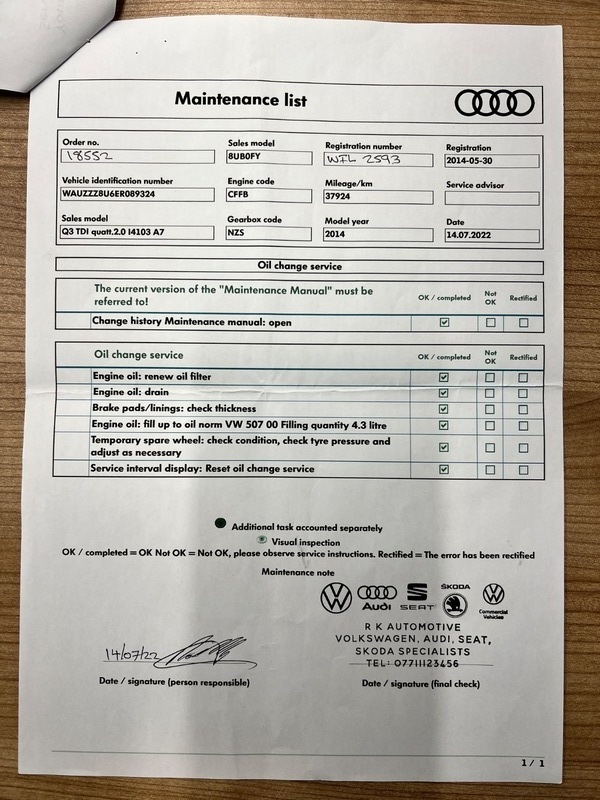 Maintenance list
Order no.
18552
Sales model
8UB0FY
Registration number
WFL 2593
Registration
2014-05-30
Vehicle identification number
WAUZZZ8U6ER089324
Engine code
CFFB
Mileage/km
37924
Service advisor
Sales model
Q3 TDI quatt.2.0 I4103 A7
Gearbox code
NZS
Model year
2014
Date
14.07.2022
Oil change service
The current version of the "Maintenance Manual" must be
referred to!
OK / completed
Not
OK
Rectified
Change history Maintenance manual: open
Oil change service
OK / completed
Not
OK
Rectified
Engine oil: renew oil filter
Engine oil: drain
Brake pads/linings: check thickness
Engine oil: fill up to oil norm VW 507 00 Filling quantity 4.3 litre
Temporary spare wheel: check condition, check tyre pressure and
adjust as necessary
Service interval display: Reset oil change service
Additional task accounted separately
Visual inspection
OK / completed = OK Not OK = Not OK, please observe service instructions. Rectified = The error has been rectified
Maintenance note
Audi
SEAT
ŠKODA
Commercial
Vehicles
R K AUTOMOTIVE
VOLKSWAGEN, AUDI, SEAT,
SKODA SPECIALISTS
TEL: 07711123456
14/07/22
Date / signature (person responsible)
Date / signature (final check)
1 / 1